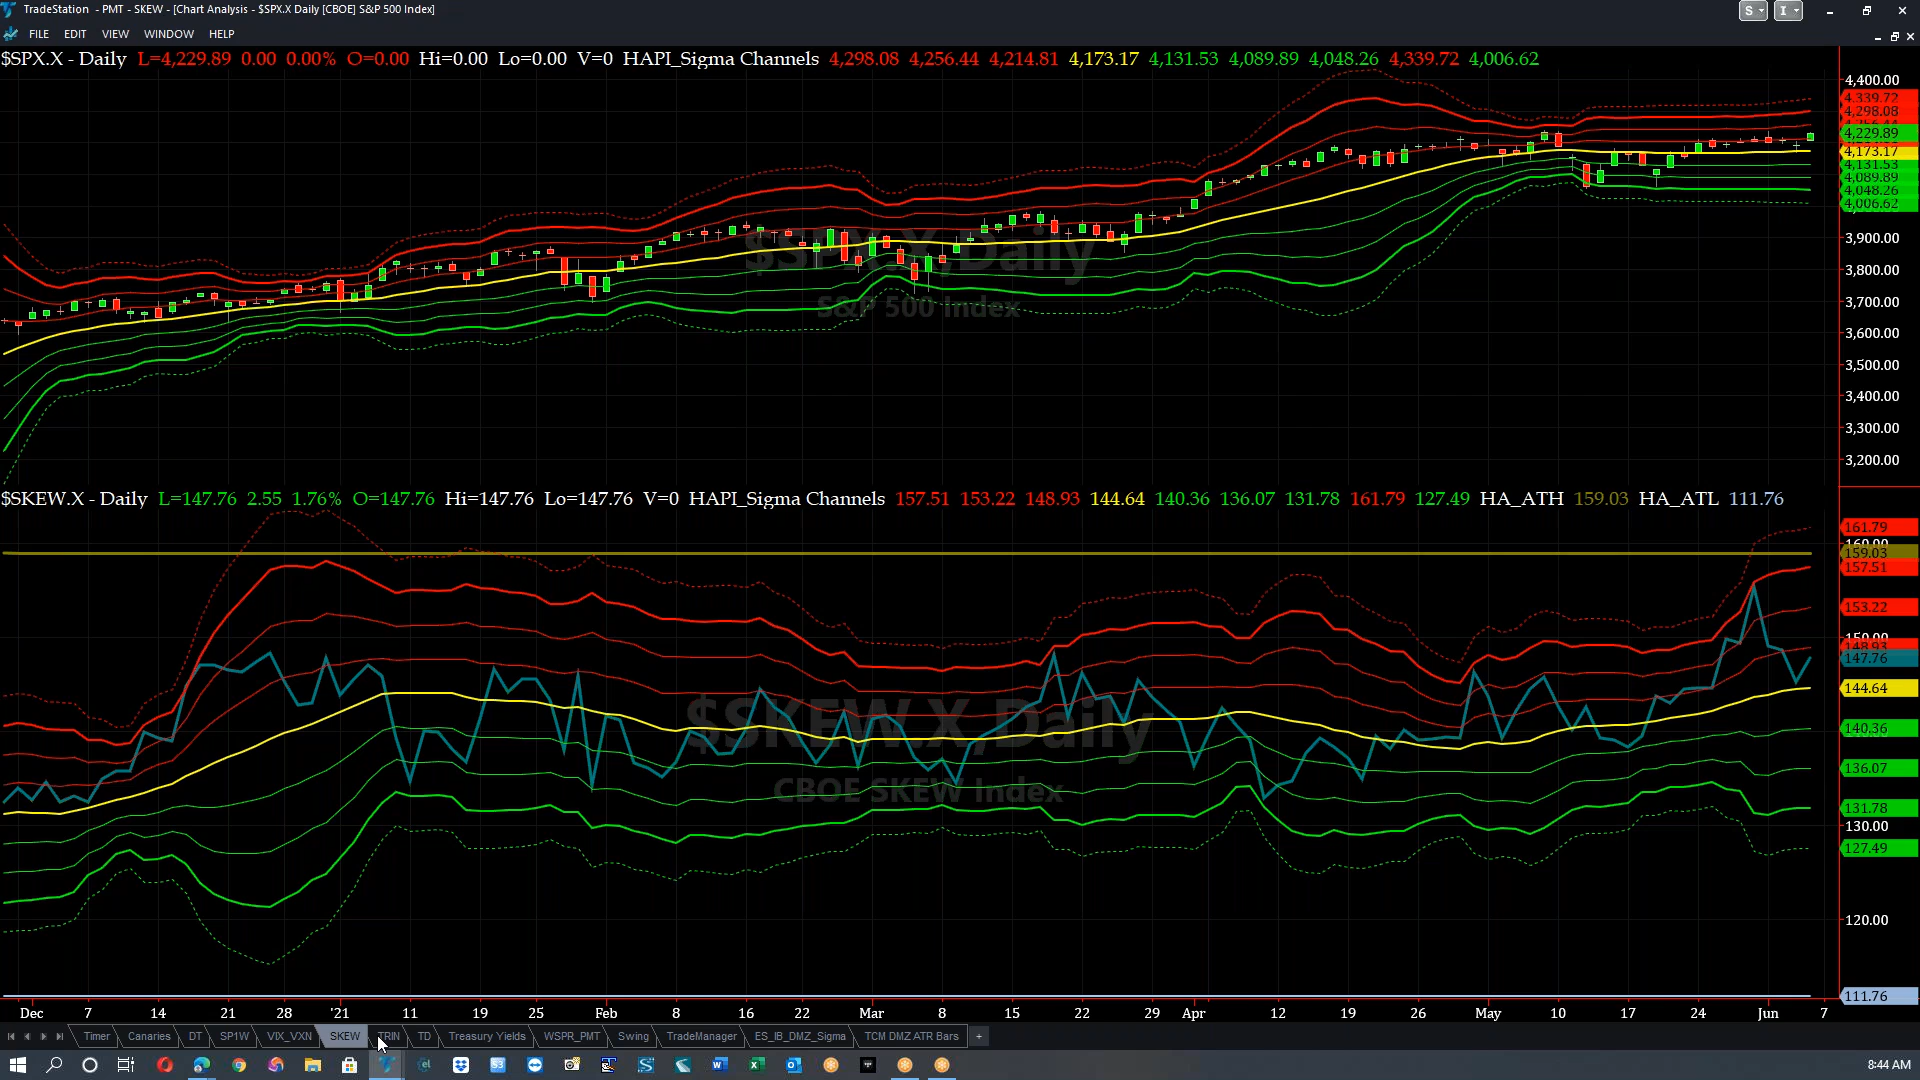 TradeStation - PMT - SKEW - [Chart Analysis - $SPX.X Daily [CBOE] S&P 500 Index]
S
I
FILE EDIT VIEW WINDOW HELP
$SPX.X - Daily L=4,229.89 0.00 0.00% O=0.00 Hi=0.00 Lo=0.00 V=0 HAPI_Sigma Channels 4,298.08 4,256.44 4,214.81 4,173.17 4,131.53 4,089.89 4,048.26 4,339.72 4,006.62
4,400.00
4,339.72
4,298.08
4,256.44
4,229.89
4,173.17
4,131.53
4,089.89
4,048.26
4,006.62
3,900.00
3,800.00
3,700.00
3,600.00
3,500.00
3,400.00
3,300.00
3,200.00
$SPX.X,Daily
S&P 500 Index
$SKEW.X - Daily L=147.76 2.55 1.76% O=147.76 Hi=147.76 Lo=147.76 V=0 HAPI_Sigma Channels 157.51 153.22 148.93 144.64 140.36 136.07 131.78 161.79 127.49 HA_ATH 159.03 HA_ATL 111.76
161.79
160.00
159.03
157.51
153.22
150.00
148.93
147.76
144.64
140.36
136.07
131.78
130.00
127.49
120.00
111.76
$SKEW.X,Daily
CBOE SKEW Index
Dec 7 14 21 28 '21 11 19 25 Feb 8 16 22 Mar 8 15 22 29 Apr 12 19 26 May 10 17 24 Jun 7
Timer Canaries DT SP1W VIX_VXN SKEW TRIN TD Treasury Yields WSPR_PMT Swing TradeManager ES_IB_DMZ_Sigma TCM DMZ ATR Bars +
8:44 AM